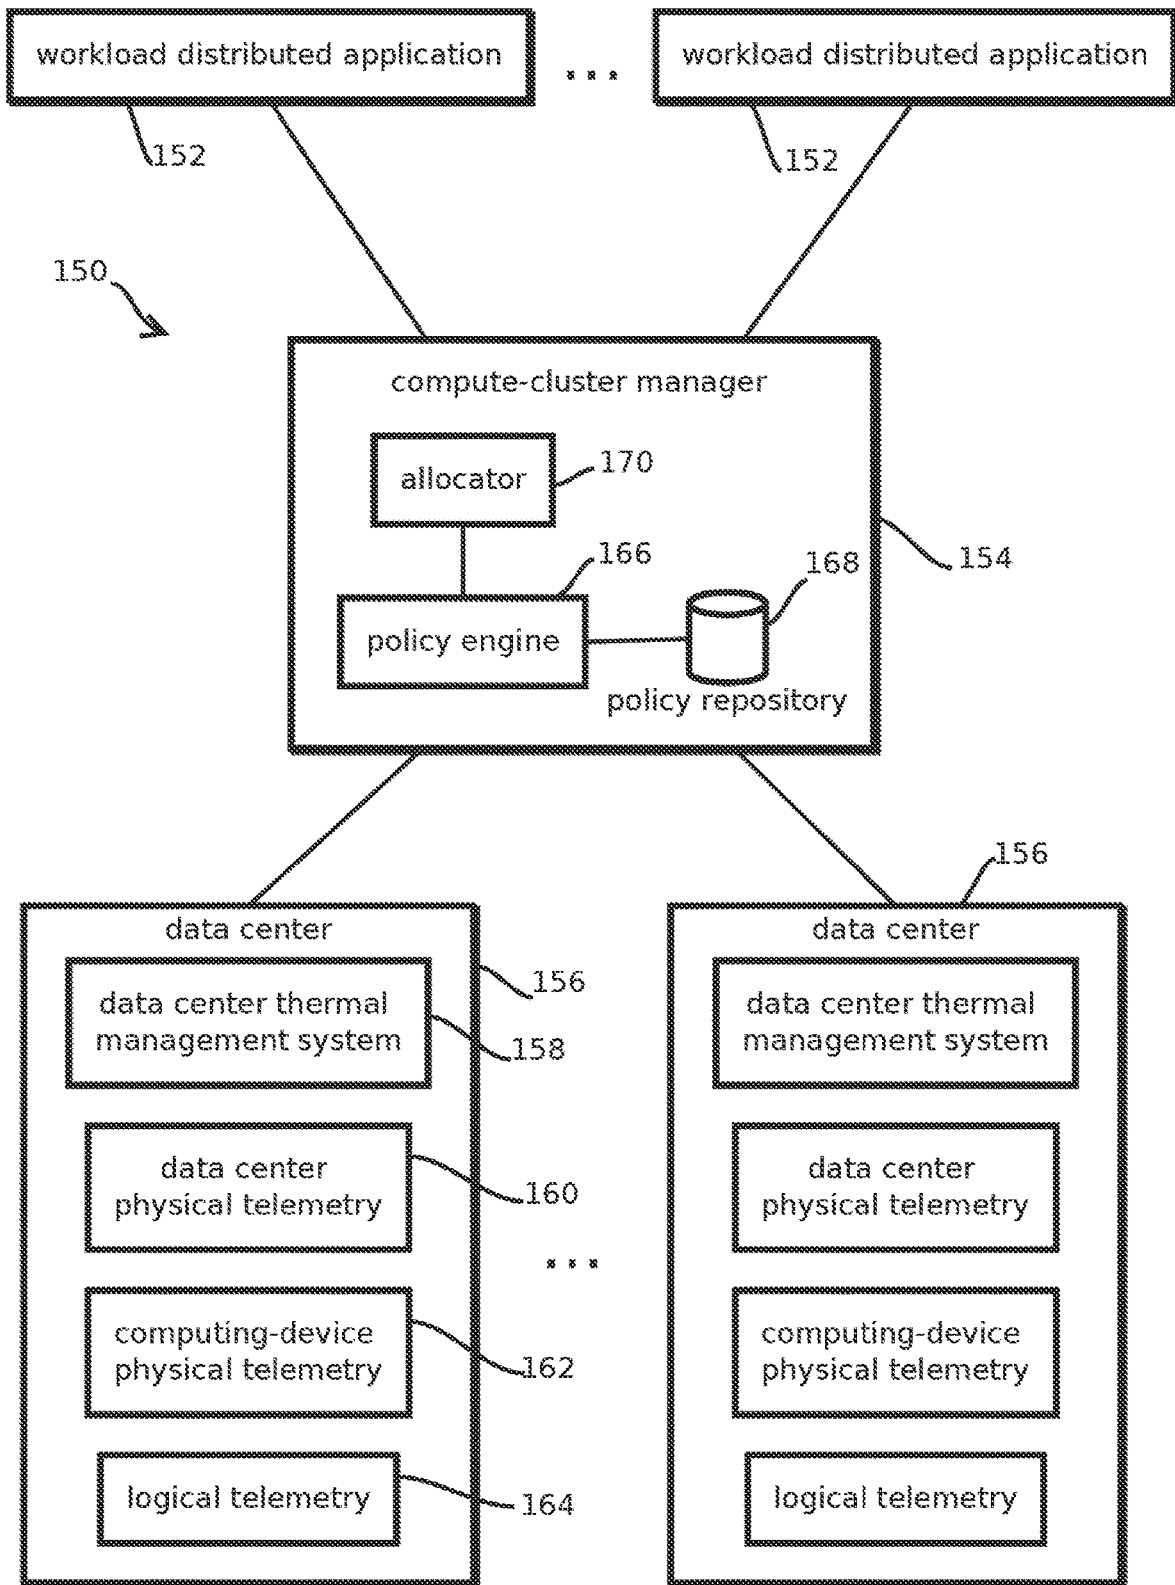 workload distributed application
...
workload distributed application
152
152
150
compute-cluster manager
allocator
170
166
168
154
policy engine
policy repository
156
data center
data center
data center thermal
management system
156
158
data center thermal
management system
data center
physical telemetry
160
data center
physical telemetry
...
computing-device
physical telemetry
162
computing-device
physical telemetry
logical telemetry
164
logical telemetry